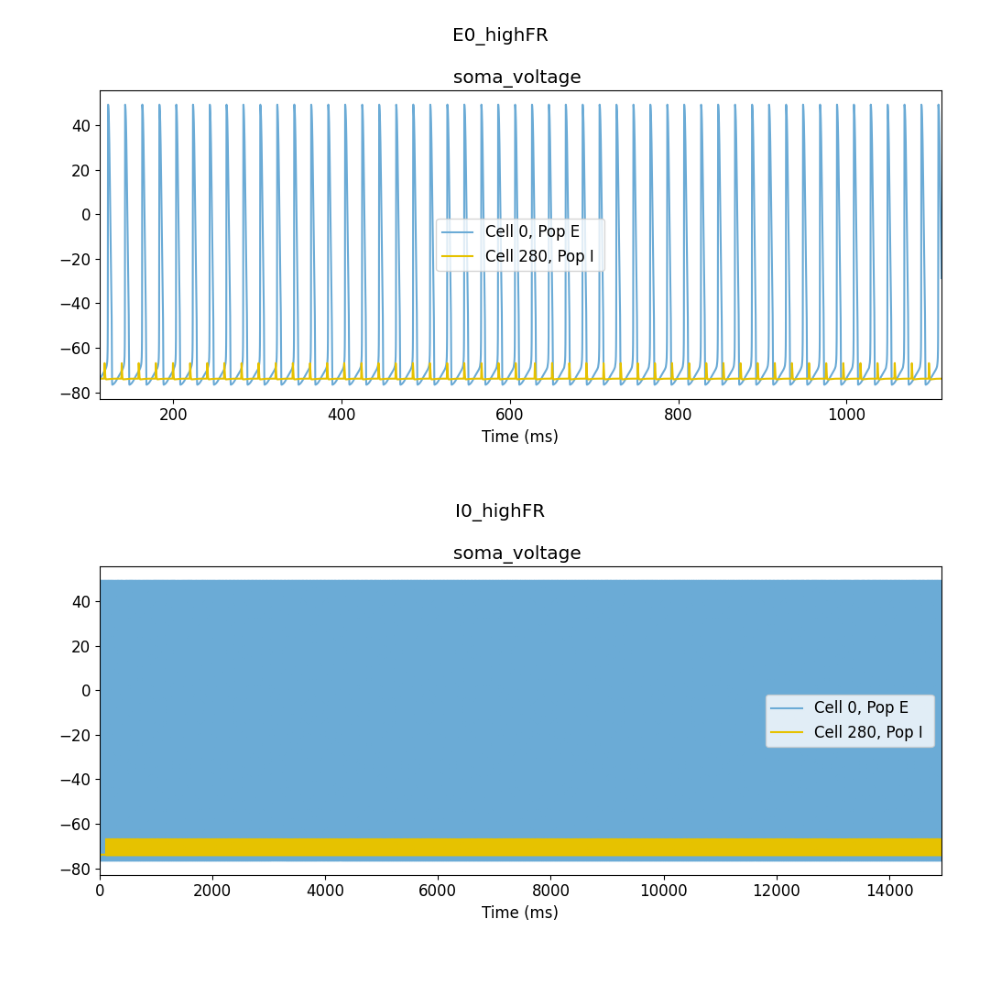 E0_highFR
soma_voltage
40
20
0
−20
−40
−60
−80
Cell 0, Pop E
Cell 280, Pop I
200 400 600 800 1000
Time (ms)
I0_highFR
soma_voltage
40
20
0
−20
−40
−60
−80
Cell 0, Pop E
Cell 280, Pop I
0 2000 4000 6000 8000 10000 12000 14000
Time (ms)